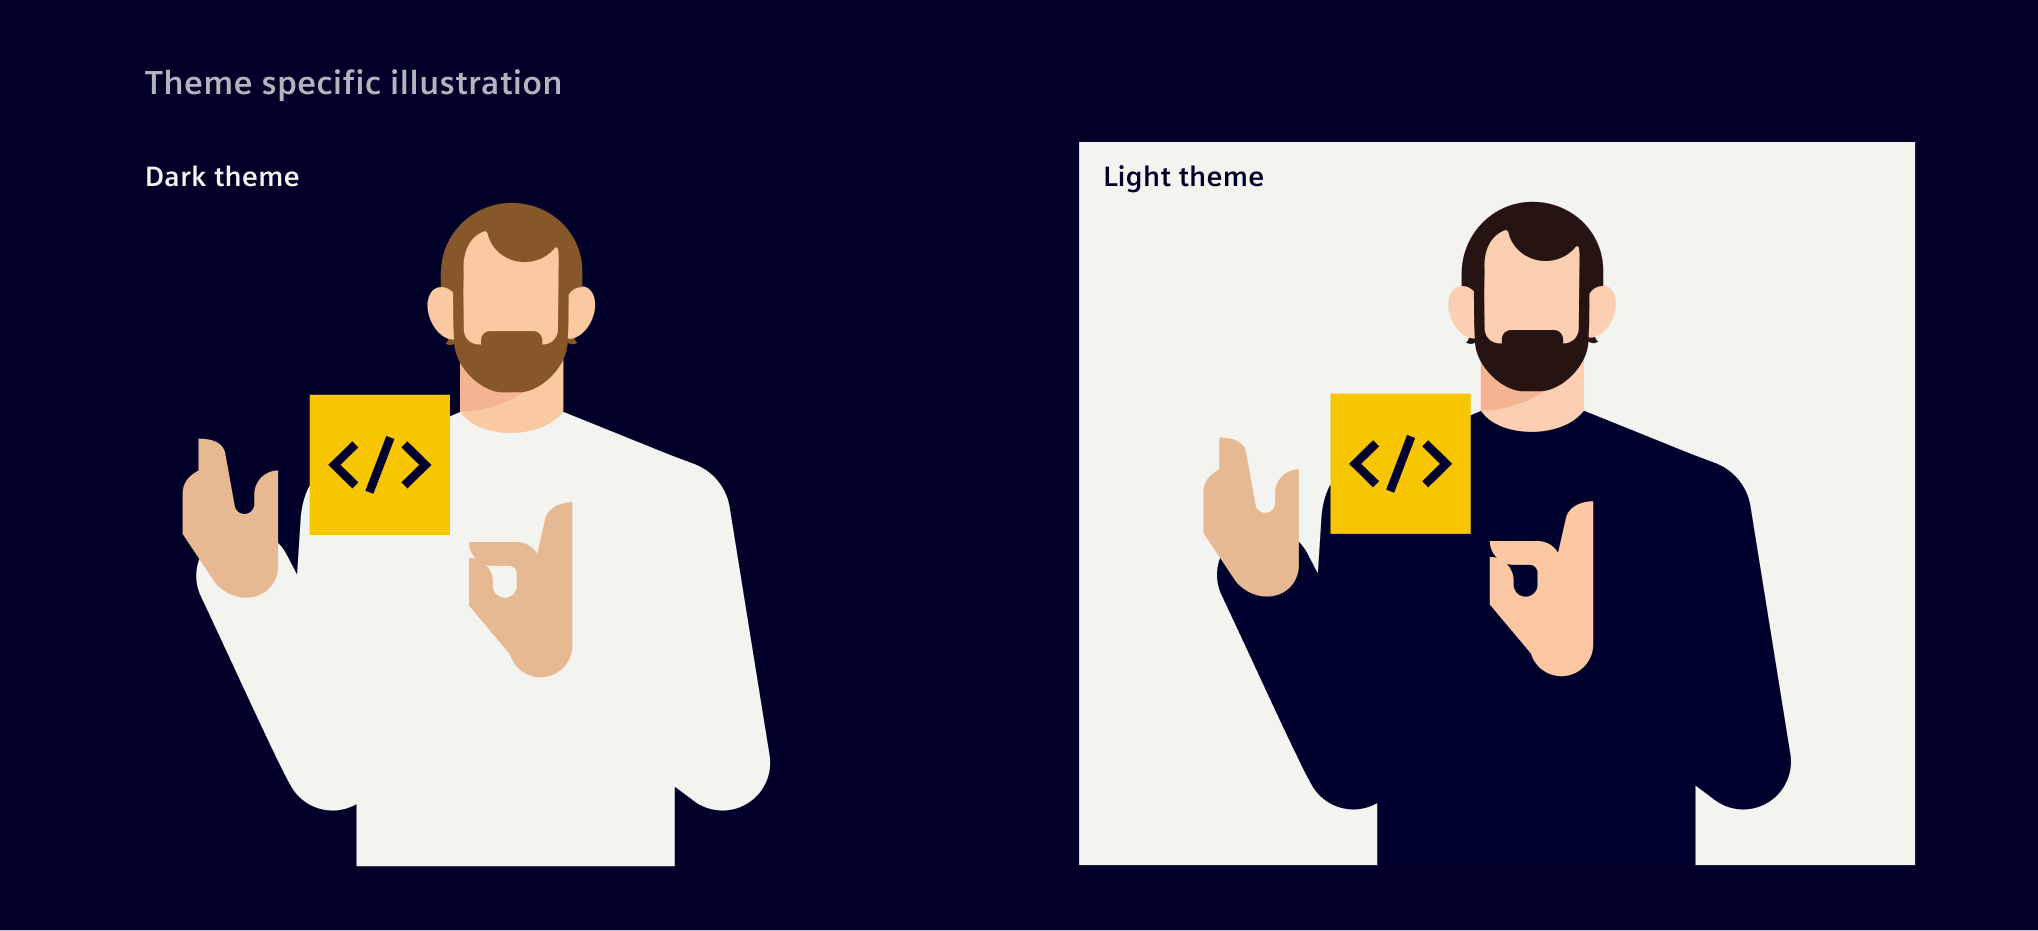 Theme specific illustration
Dark theme
Light theme
</>
</>